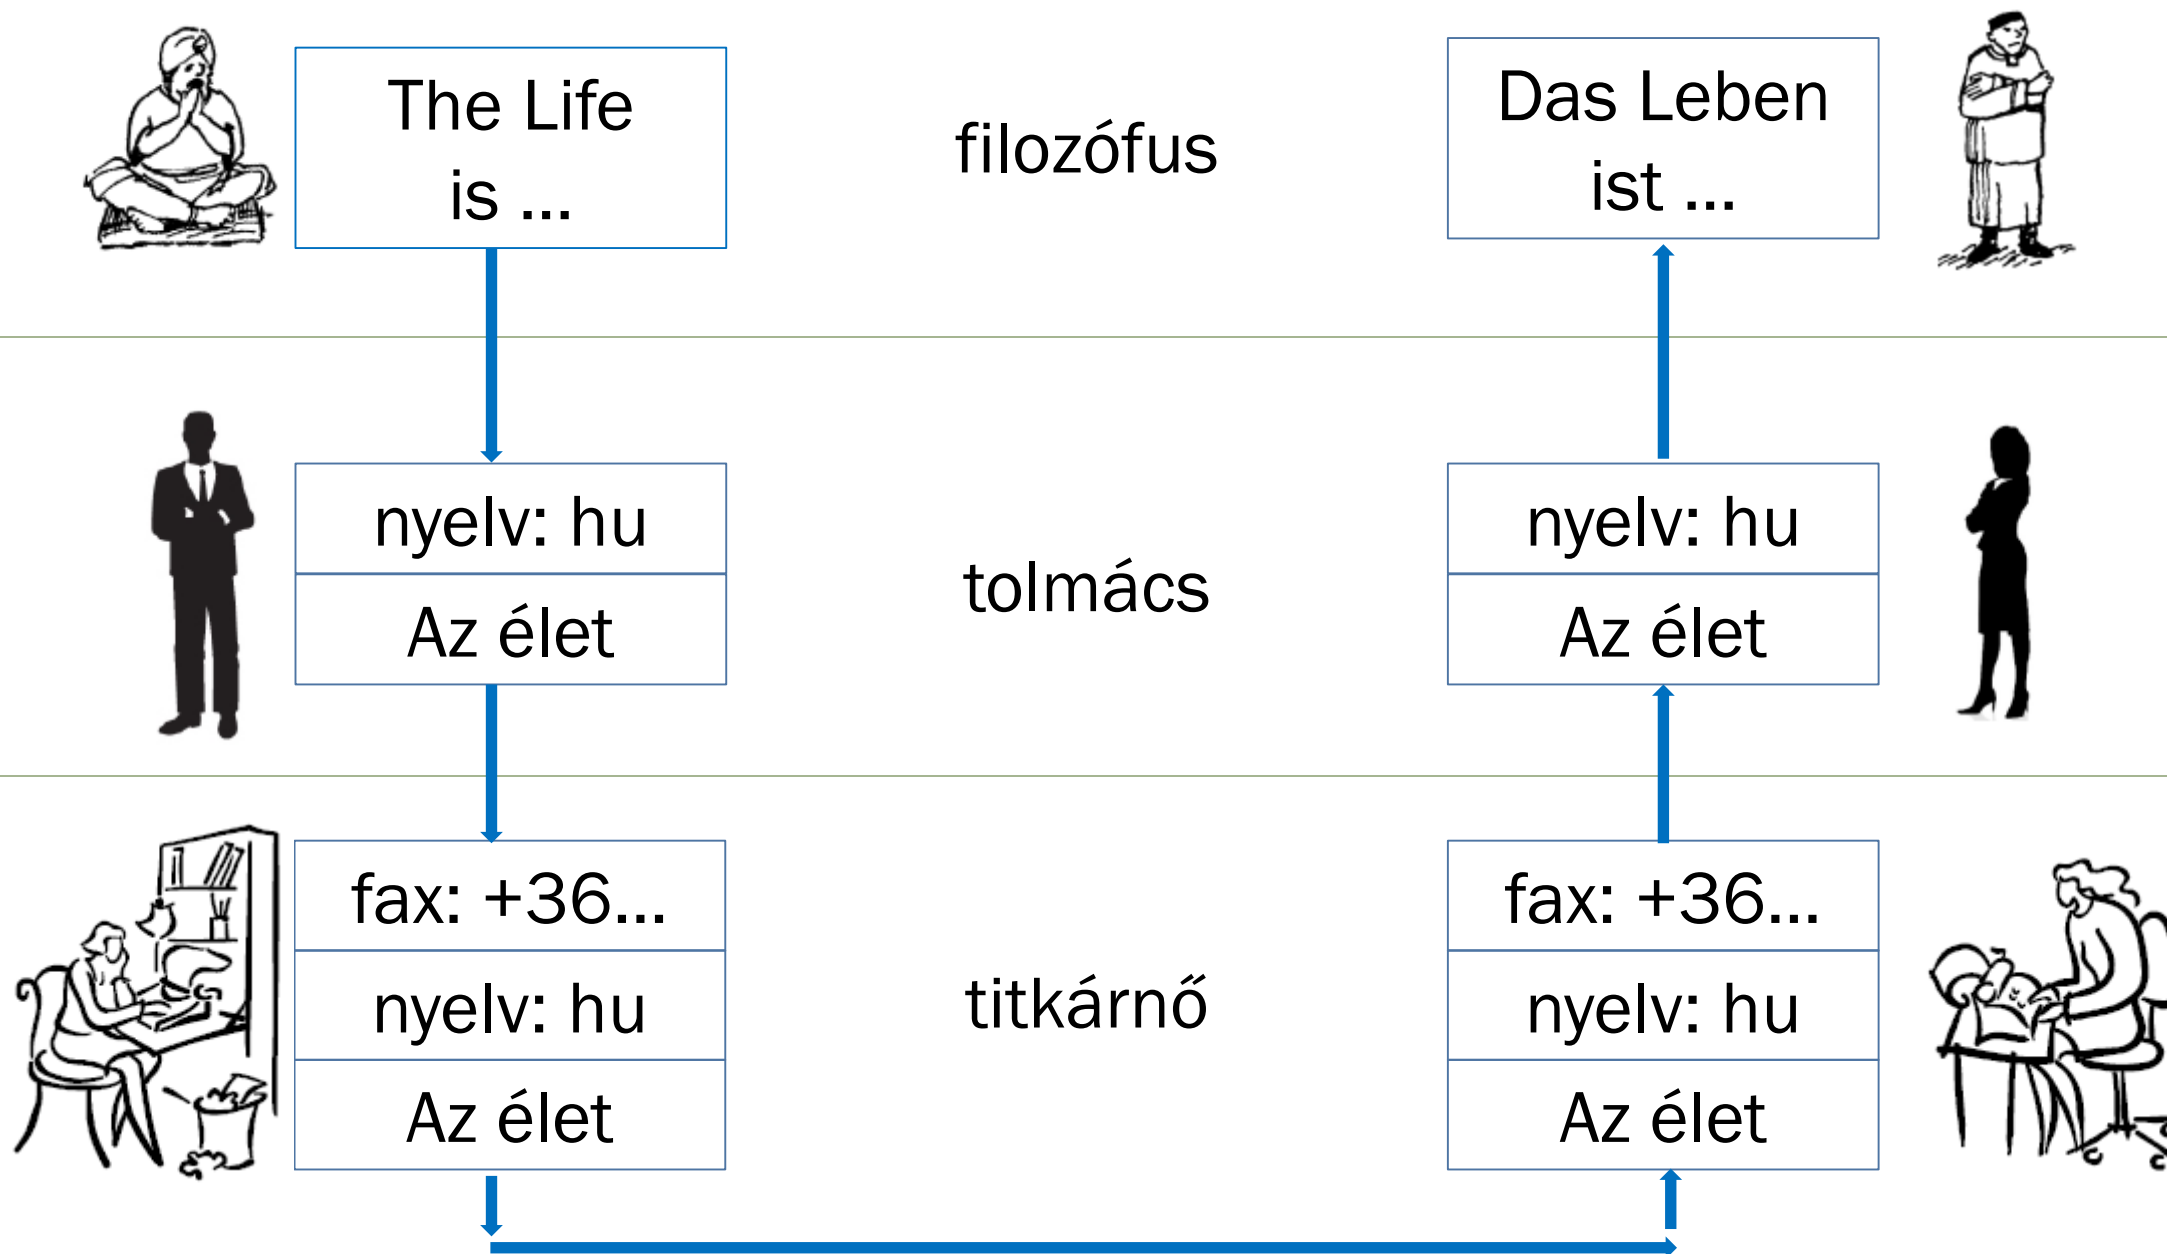 The Life
is ...
filozófus
Das Leben
ist ...
nyelv: hu
Az élet
tolmács
nyelv: hu
Az élet
fax: +36...
nyelv: hu
Az élet
titkárnő
fax: +36...
nyelv: hu
Az élet